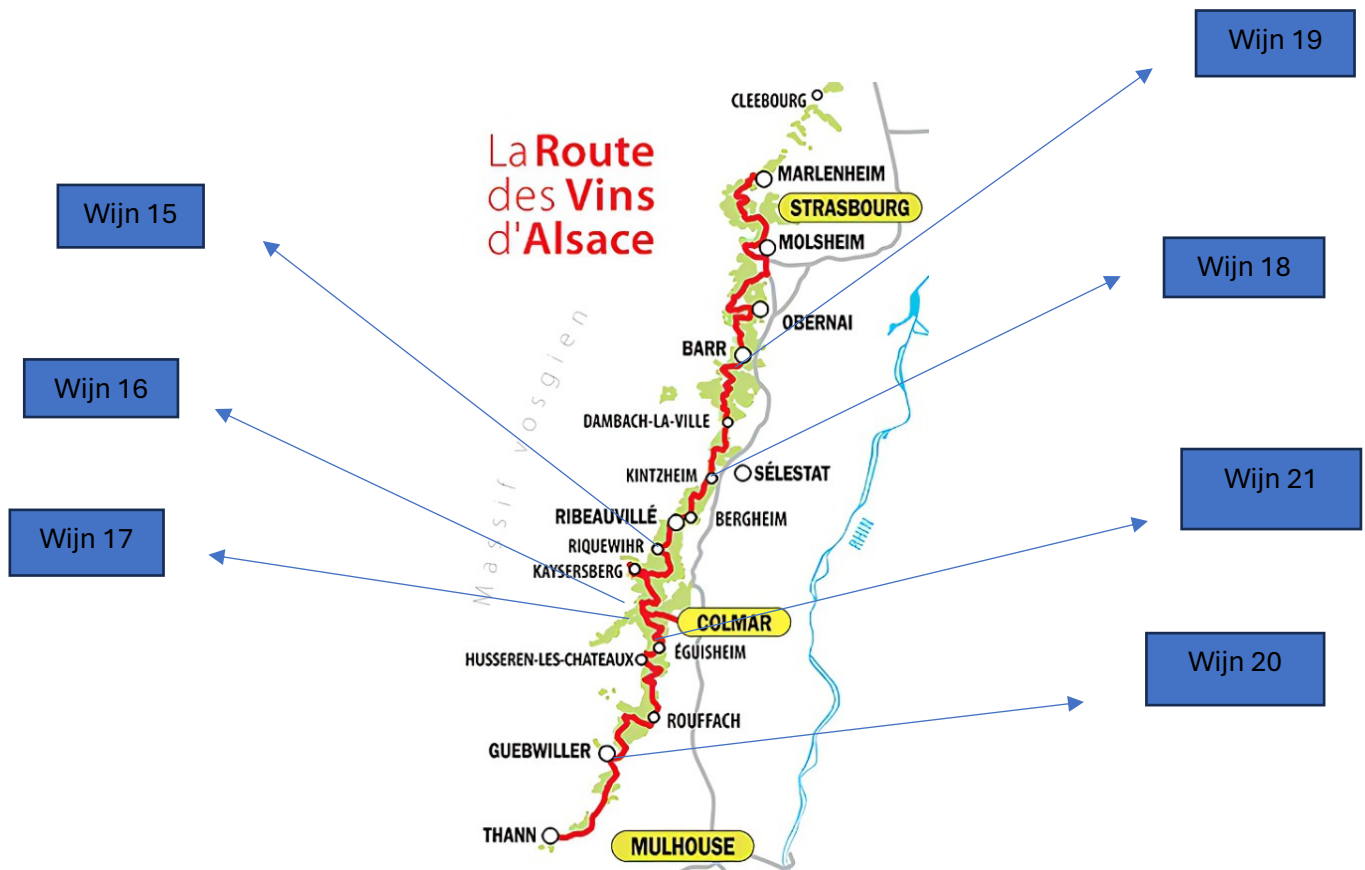 Wijn 19
CLEEBOURG
La Route
des Vins
d'Alsace
MARLENHEIM
STRASBOURG
Wijn 15
MOLSHEIM
Wijn 18
OBERNAI
BARR
Massif vosgien
Wijn 16
DAMBACH-LA-VILLE
KINTZHEIM
SÉLESTAT
Wijn 21
RIBEAUVILLÉ
BERGHEIM
RHIN
Wijn 17
RIQUEWIHR
KAYSERSBERG
COLMAR
ÉGUISHEIM
HUSSEREN-LES-CHATEAUX
Wijn 20
ROUFFACH
GUEBWILLER
THANN
MULHOUSE